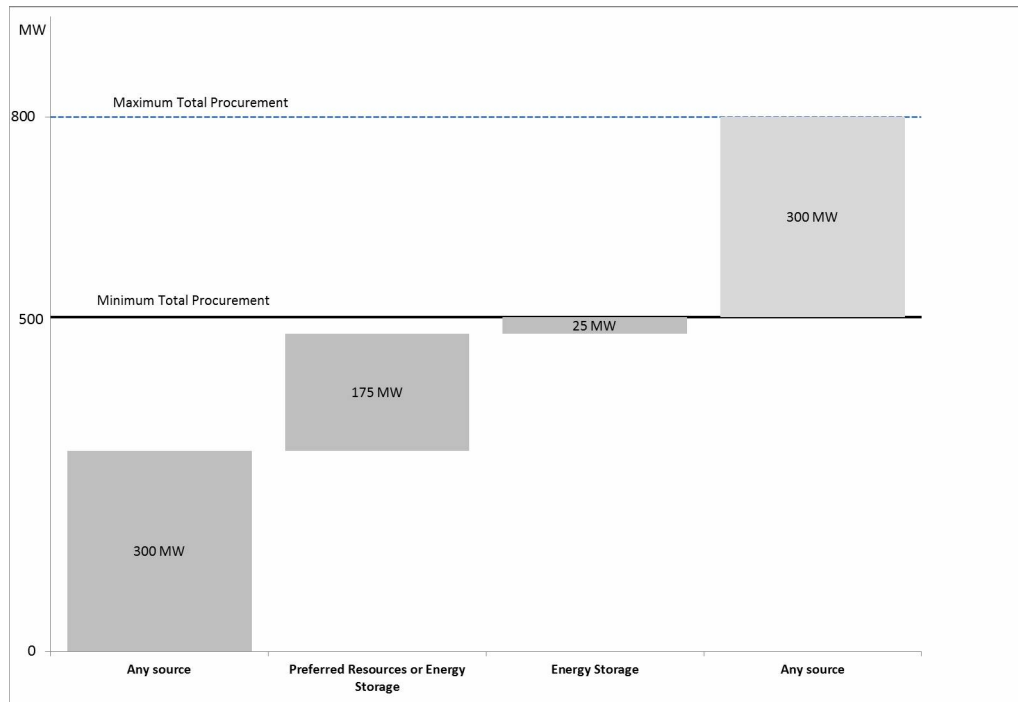 MW
Maximum Total Procurement
800
300 MW
Minimum Total Procurement
500
25 MW
175 MW
300 MW
0
Any source
Preferred Resources or Energy
Storage
Energy Storage
Any source